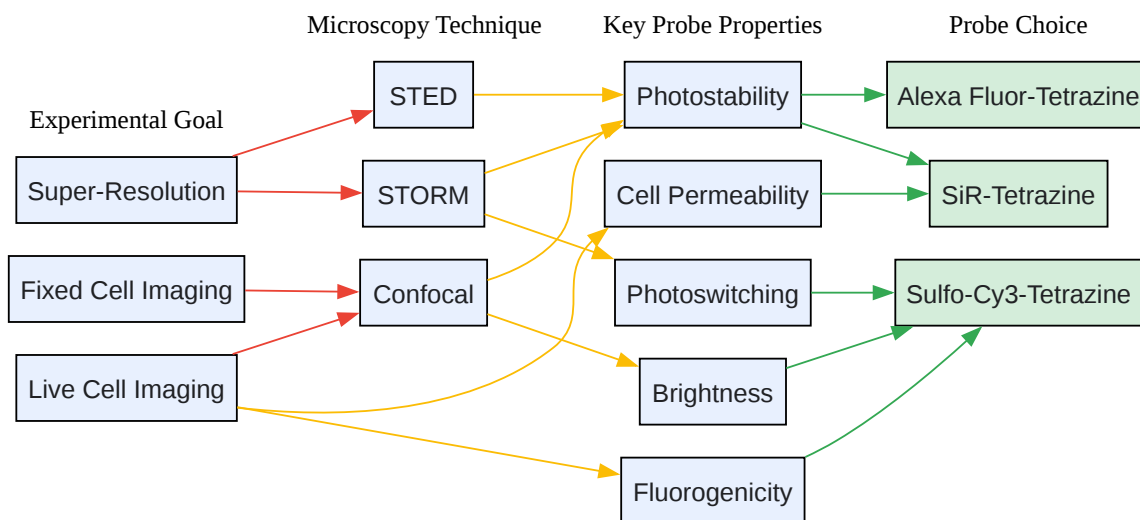 Microscopy Technique
Key Probe Properties
Probe Choice
Experimental Goal
STED
Photostability
Alexa Fluor-Tetrazine
Super-Resolution
STORM
Cell Permeability
SiR-Tetrazine
Fixed Cell Imaging
Confocal
Photoswitching
Sulfo-Cy3-Tetrazine
Live Cell Imaging
Brightness
Fluorogenicity